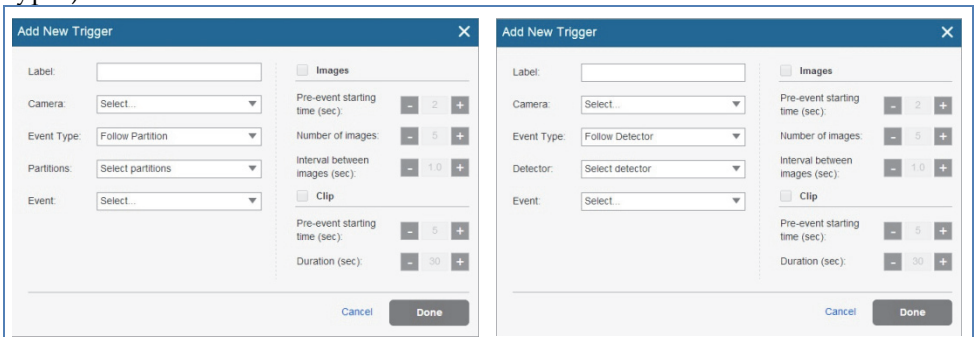 Add New Trigger
Label:
Images
Camera:
Select...
Pre-event starting
time (sec):
- 2 +
Event Type:
Follow Partition
Number of images:
- 5 +
Partitions:
Select partitions
Interval between
images (sec):
- 1.0 +
Event:
Select...
Clip
Pre-event starting
time (sec):
- 5 +
Duration (sec):
- 30 +
Cancel
Done
Add New Trigger
Label:
Images
Camera:
Select...
Pre-event starting
time (sec):
- 2 +
Event Type:
Follow Detector
Number of images:
- 5 +
Detector:
Select detector
Interval between
images (sec):
- 1.0 +
Event:
Select...
Clip
Pre-event starting
time (sec):
- 5 +
Duration (sec):
- 30 +
Cancel
Done